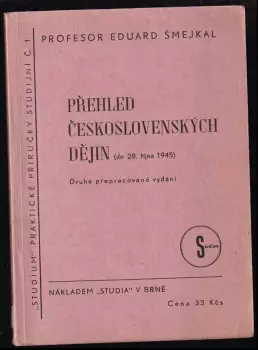 PROFESOR EDUARD ŠMEJKAL
PŘEHLED
ČESKOSLOVENSKÝCH
DĚJIN (do 28. října 1945)
Druhé přepracované vydání
Studium
NÁKLADEM „STUDIA" V BRNĚ
Cena 33 Kčs
„STUDIUM" PRAKTICKÉ PŘÍRUČKY STUDIJNÍ Č. 1